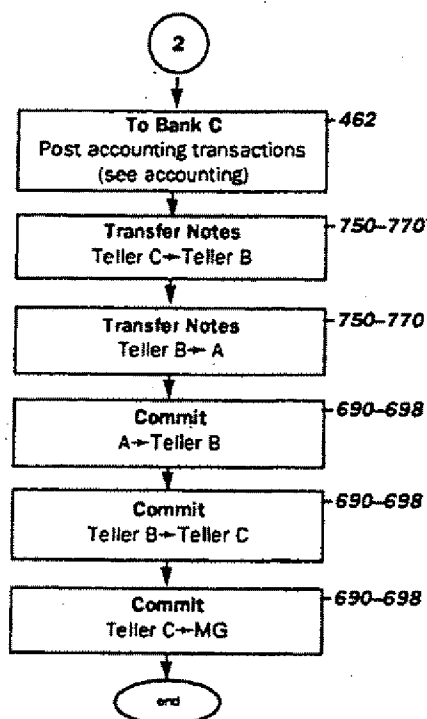 2
To Bank C
462
Post accounting transactions
(see accounting)
Transfer Notes
750-770
Teller C→Teller B
Transfer Notes
750-770
Teller B→A
Commit
690-698
A→Teller B
Commit
690-698
Teller B→Teller C
Commit
690-698
Teller C→MG
end